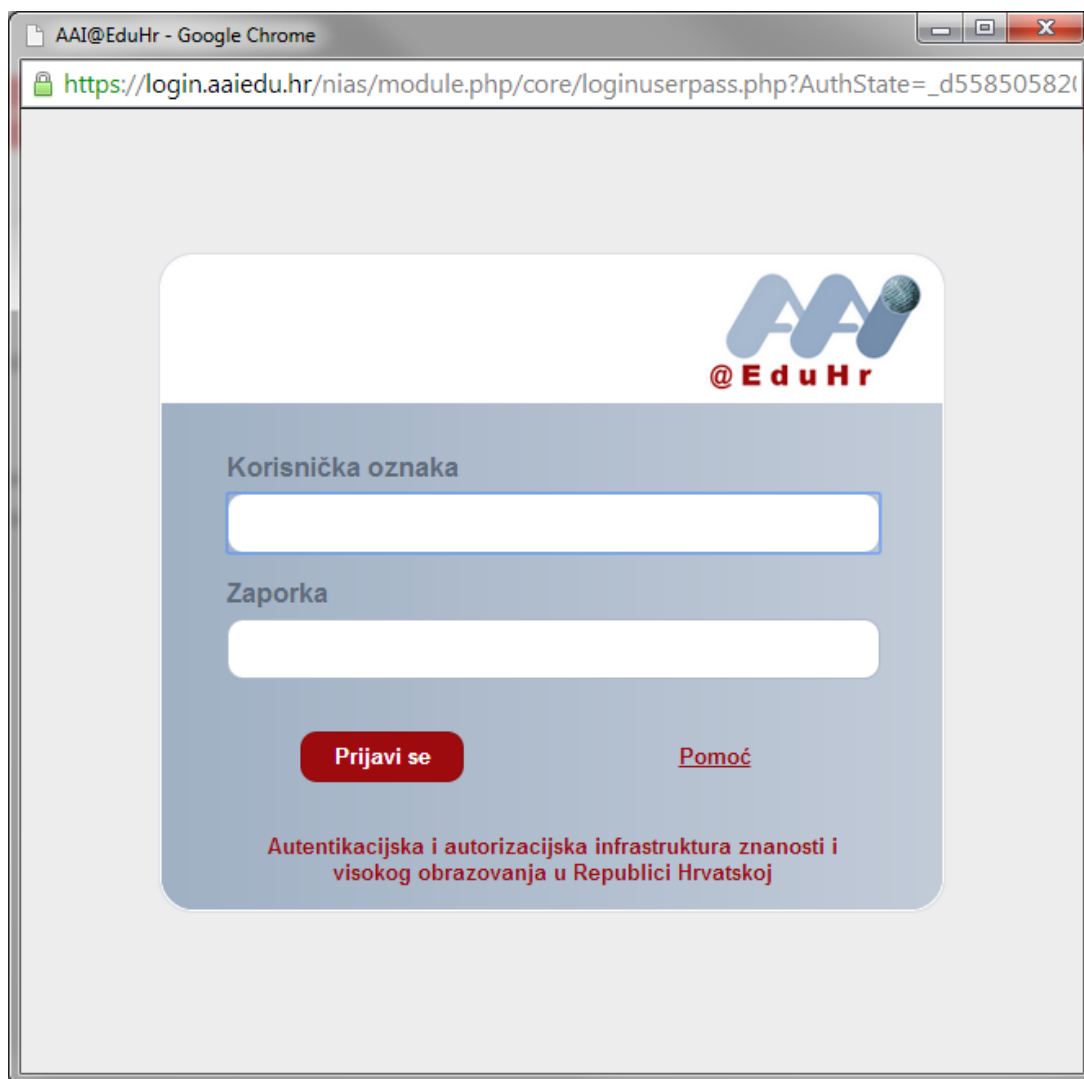 AAI@EduHr - Google Chrome
https://login.aaiedu.hr/nias/module.php/core/loginuserpass.php?AuthState=_d55850582
AAI
@EduHr
Korisnička oznaka
Zaporka
Prijavi se
Pomoć
Autentikacijska i autorizacijska infrastruktura znanosti i
visokog obrazovanja u Republici Hrvatskoj